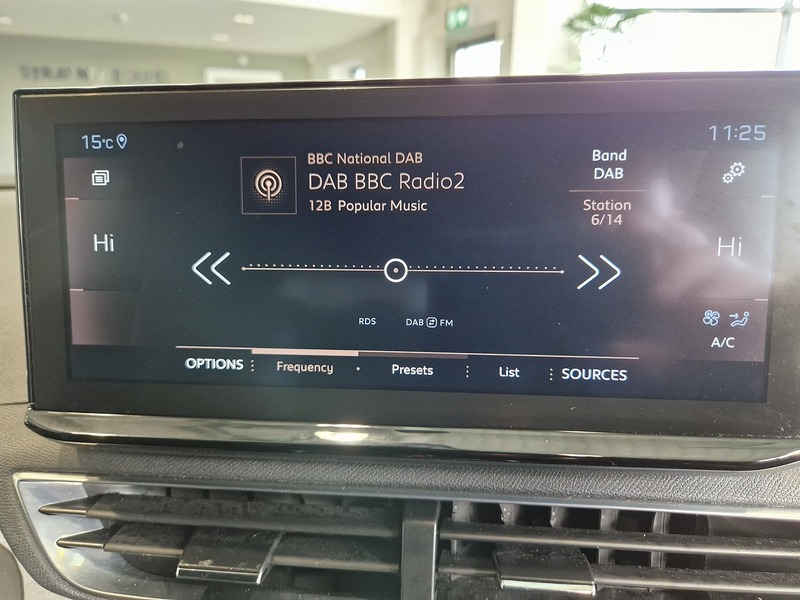 15°C
11:25
BBC National DAB
DAB BBC Radio2
12B Popular Music
Band
DAB
Station
6/14
Hi
Hi
RDS
DAB FM
A/C
OPTIONS Frequency Presets List SOURCES